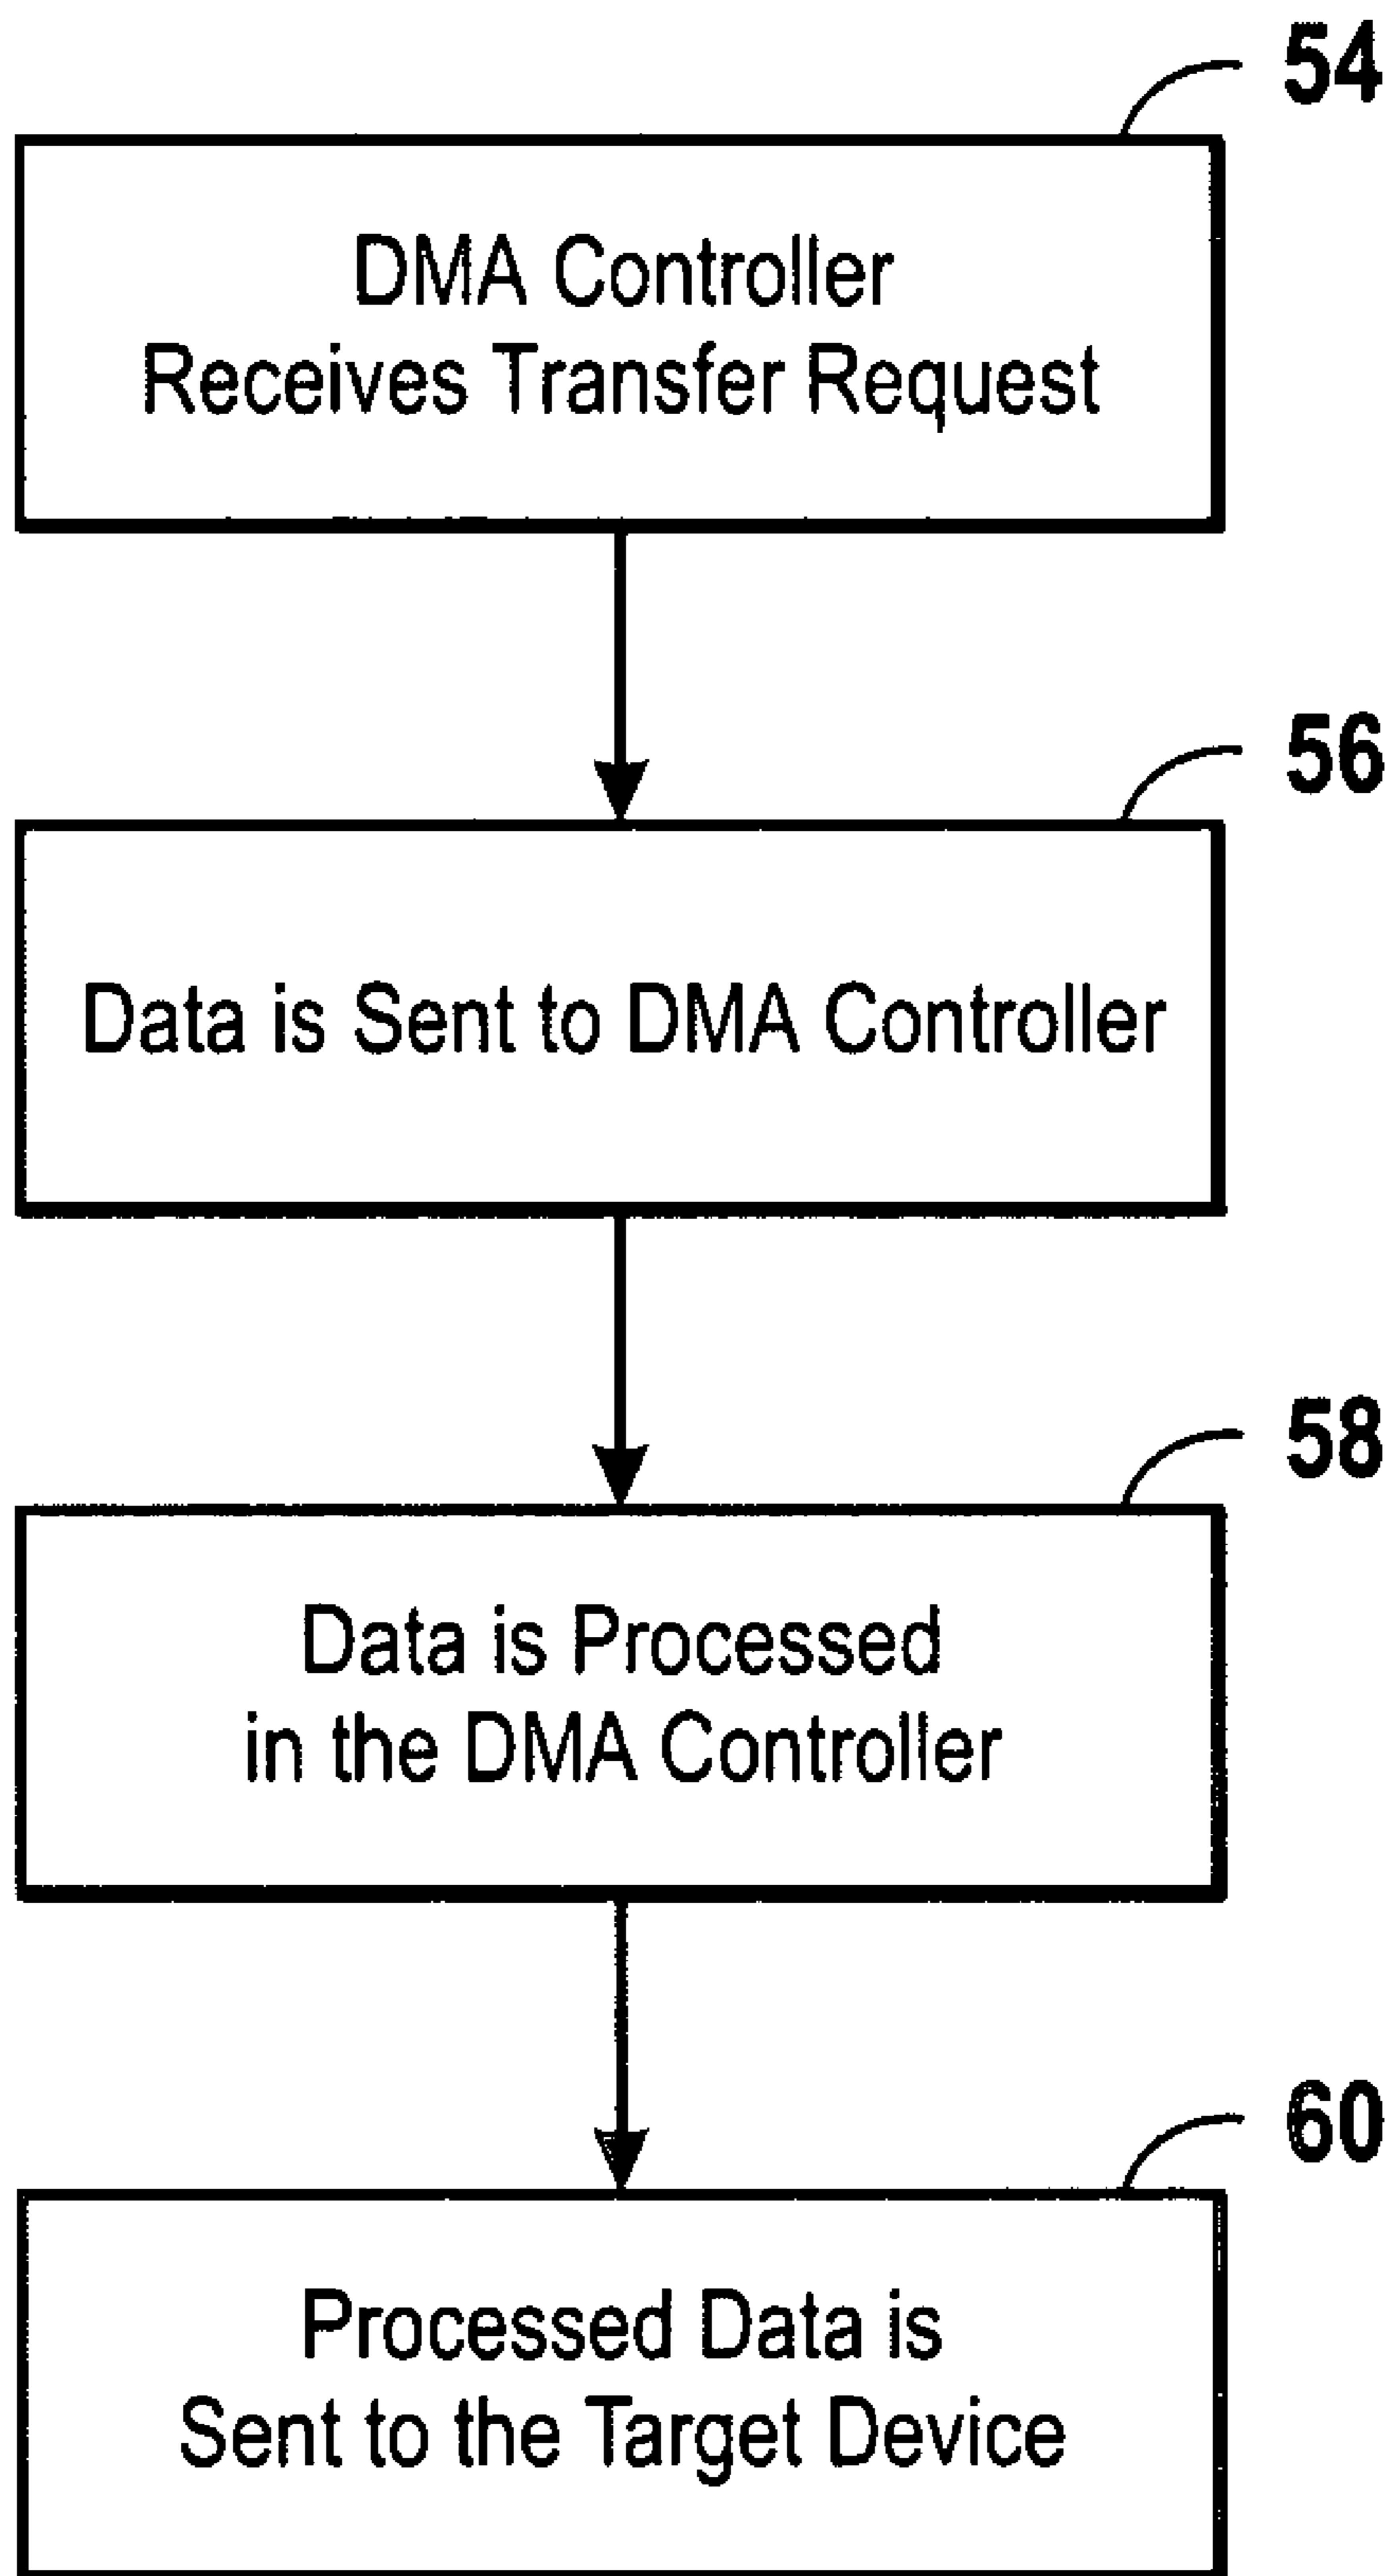 54
DMA Controller
Receives Transfer Request
56
Data is Sent to DMA Controller
58
Data is Processed
in the DMA Controller
60
Processed Data is
Sent to the Target Device